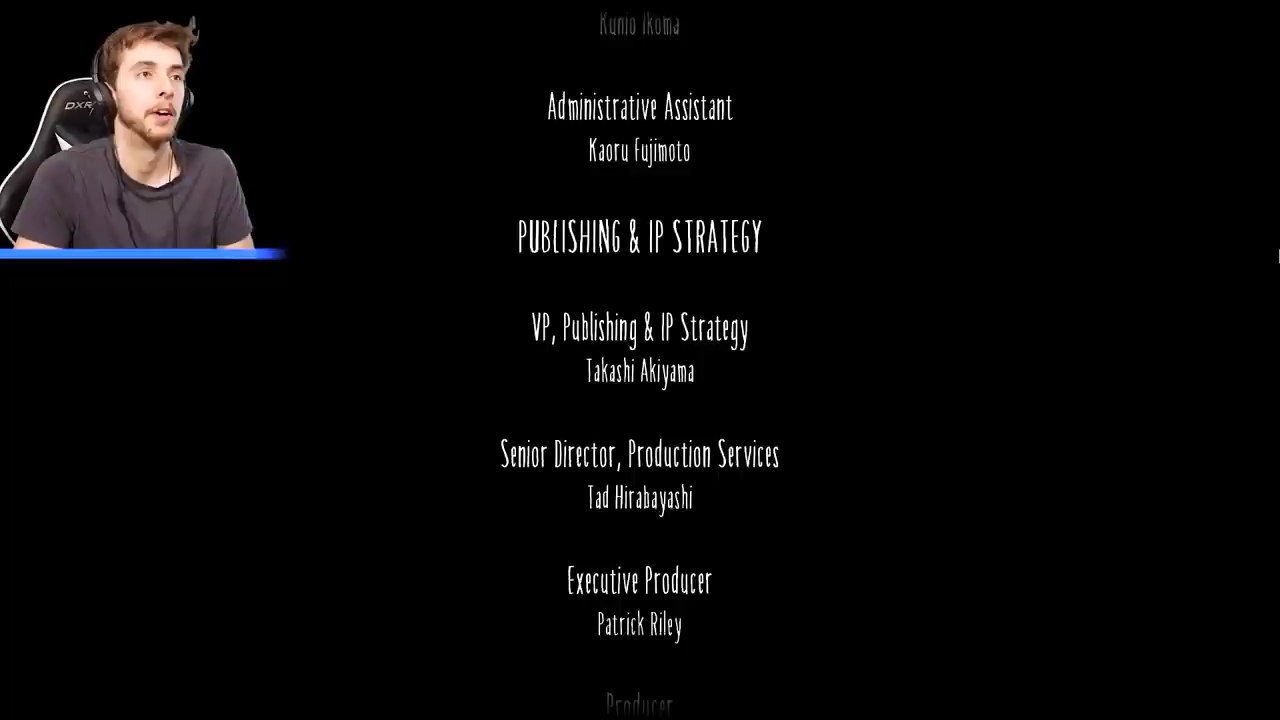 Kunio Ikoma
Administrative Assistant
Kaoru Fujimoto
PUBLISHING & IP STRATEGY
VP, Publishing & IP Strategy
Takashi Akiyama
Senior Director, Production Services
Tad Hirabayashi
Executive Producer
Patrick Riley
Producer